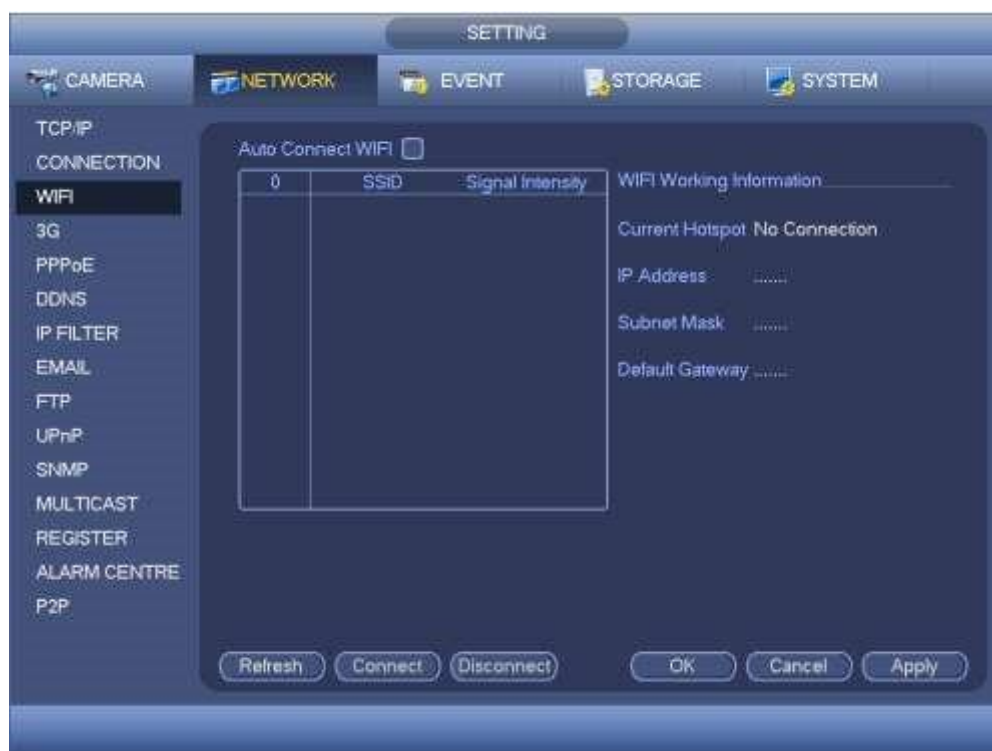 SETTING
CAMERA NETWORK EVENT STORAGE SYSTEM
TCP/IP
CONNECTION
WIFI
3G
PPPoE
DDNS
IP FILTER
EMAIL
FTP
UPnP
SNMP
MULTICAST
REGISTER
ALARM CENTRE
P2P
Auto Connect WIFI
0 SSID Signal Intensity
WIFI Working Information
Current Hotspot No Connection
IP Address .......
Subnet Mask .......
Default Gateway .......
Refresh Connect Disconnect OK Cancel Apply